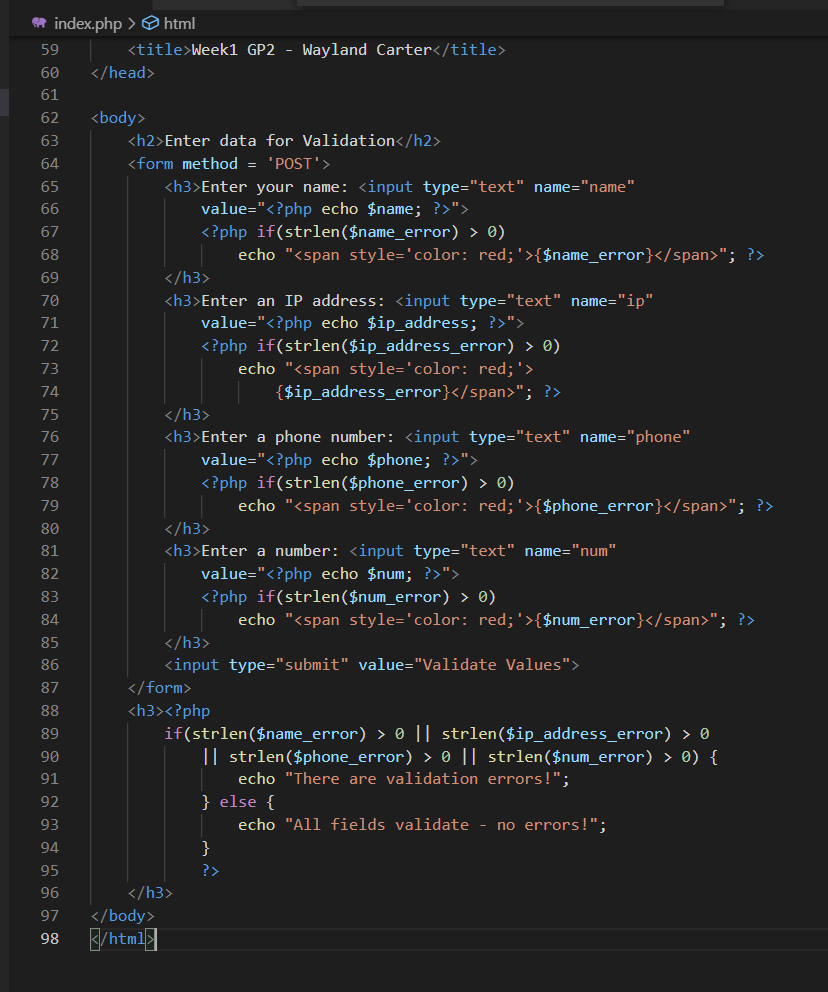 index.php > html
59 <title>Week1 GP2 - Wayland Carter</title>
60 </head>
61
62 <body>
63 <h2>Enter data for Validation</h2>
64 <form method = 'POST'>
65 <h3>Enter your name: <input type="text" name="name"
66 value="<?php echo $name; ?>">
67 <?php if(strlen($name_error) > 0)
68 echo "<span style='color: red;'>{$name_error}</span>"; ?>
69 </h3>
70 <h3>Enter an IP address: <input type="text" name="ip"
71 value="<?php echo $ip_address; ?>">
72 <?php if(strlen($ip_address_error) > 0)
73 echo "<span style='color: red;'>
74 {$ip_address_error}</span>"; ?>
75 </h3>
76 <h3>Enter a phone number: <input type="text" name="phone"
77 value="<?php echo $phone; ?>">
78 <?php if(strlen($phone_error) > 0)
79 echo "<span style='color: red;'>{$phone_error}</span>"; ?>
80 </h3>
81 <h3>Enter a number: <input type="text" name="num"
82 value="<?php echo $num; ?>">
83 <?php if(strlen($num_error) > 0)
84 echo "<span style='color: red;'>{$num_error}</span>"; ?>
85 </h3>
86 <input type="submit" value="Validate Values">
87 </form>
88 <h3><?php
89 if(strlen($name_error) > 0 || strlen($ip_address_error) > 0
90 || strlen($phone_error) > 0 || strlen($num_error) > 0) {
91 echo "There are validation errors!";
92 } else {
93 echo "All fields validate - no errors!";
94 }
95 ?>
96 </h3>
97 </body>
98 </html>